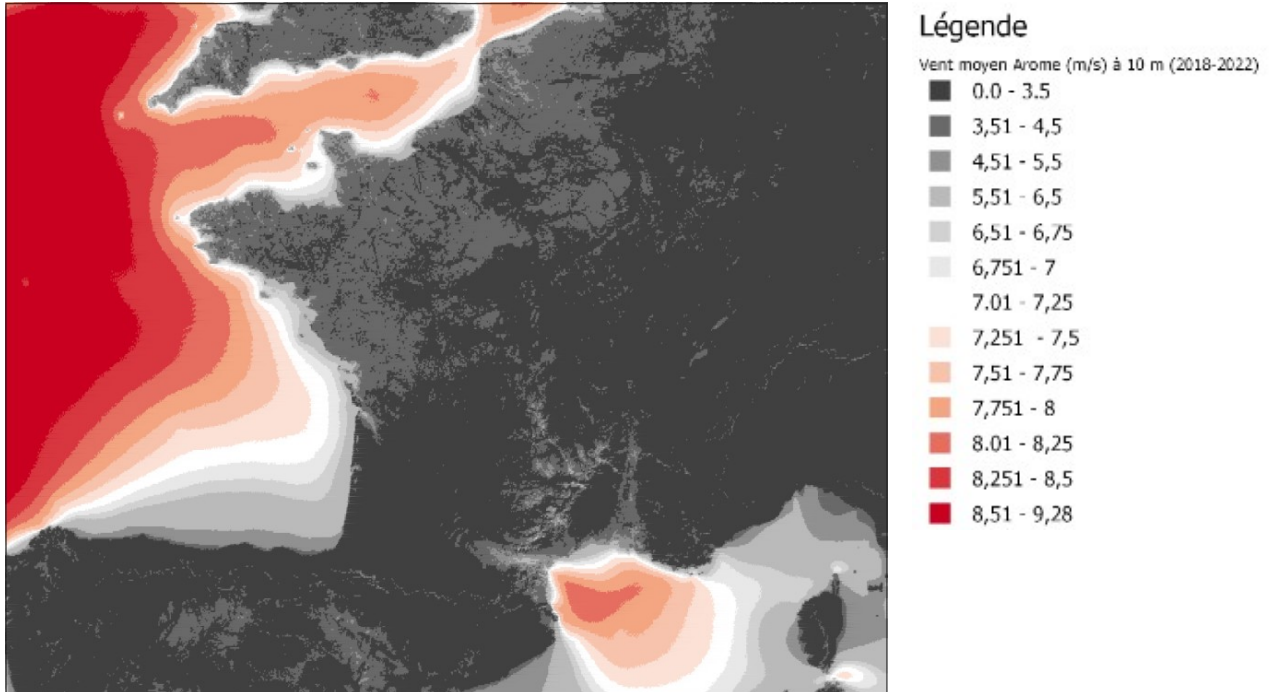 Légende
Vent moyen Arome (m/s) à 10 m (2018-2022)
0.0 - 3.5
3,51 - 4,5
4,51 - 5,5
5,51 - 6,5
6,51 - 6,75
6,751 - 7
7.01 - 7,25
7,251 - 7,5
7,51 - 7,75
7,751 - 8
8.01 - 8,25
8,251 - 8,5
8,51 - 9,28